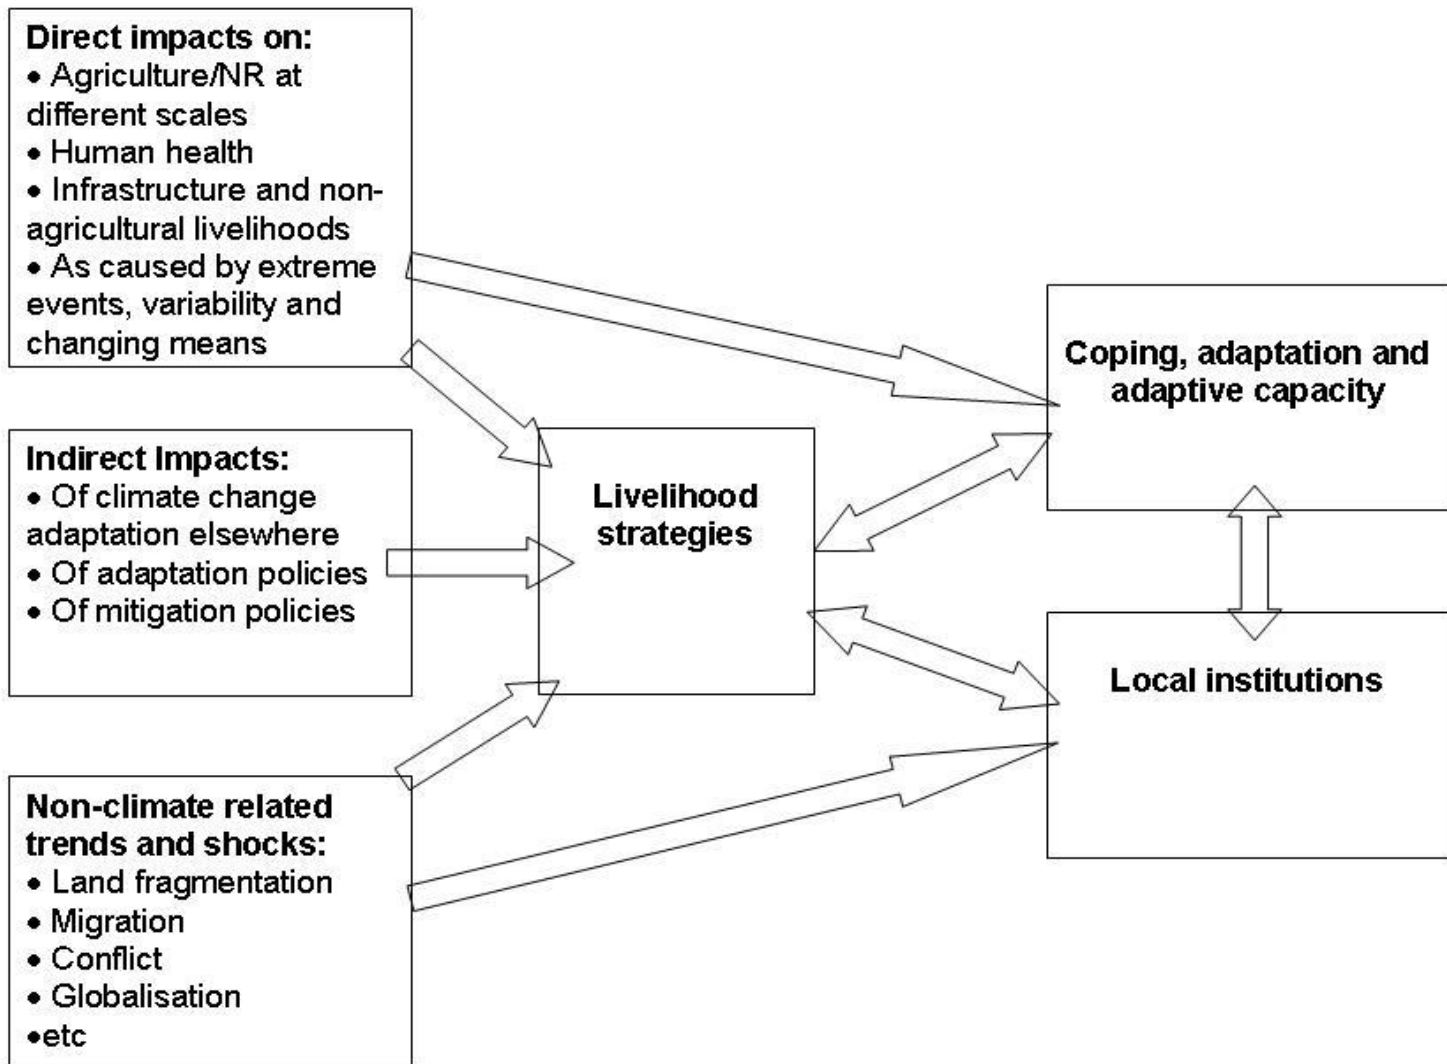 Direct impacts on:
• Agriculture/NR at
different scales
• Human health
• Infrastructure and non-
agricultural livelihoods
• As caused by extreme
events, variability and
changing means
Indirect Impacts:
• Of climate change
adaptation elsewhere
• Of adaptation policies
• Of mitigation policies
Non-climate related
trends and shocks:
• Land fragmentation
• Migration
• Conflict
• Globalisation
•etc
Livelihood
strategies
Coping, adaptation and
adaptive capacity
Local institutions